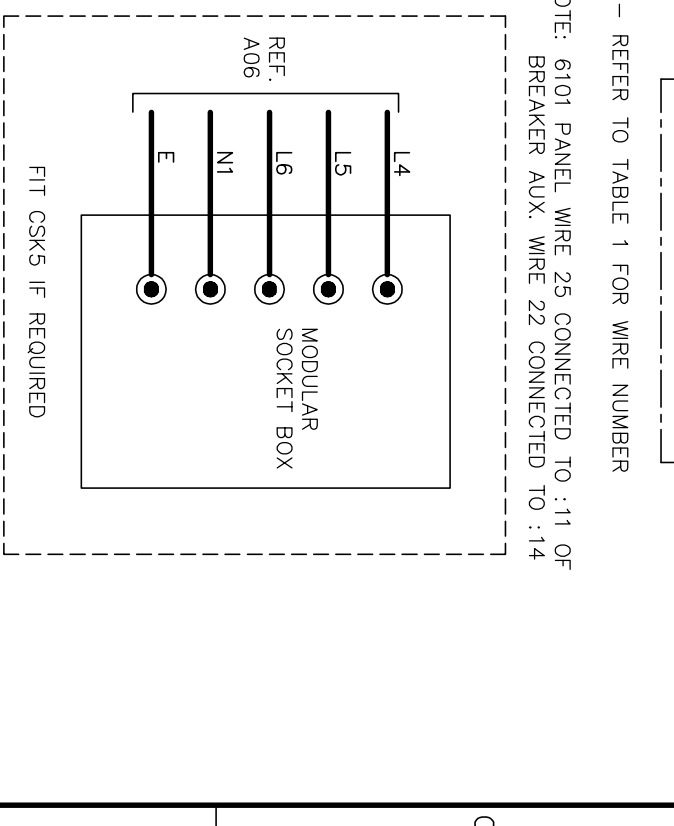 – REFER TO TABLE 1 FOR WIRE NUMBER
OTE: 6101 PANEL WIRE 25 CONNECTED TO :11 OF
BREAKER AUX. WIRE 22 CONNECTED TO :14
REF.
A06
L4
L5
L6
N1
E
MODULAR
SOCKET BOX
FIT CSK5 IF REQUIRED